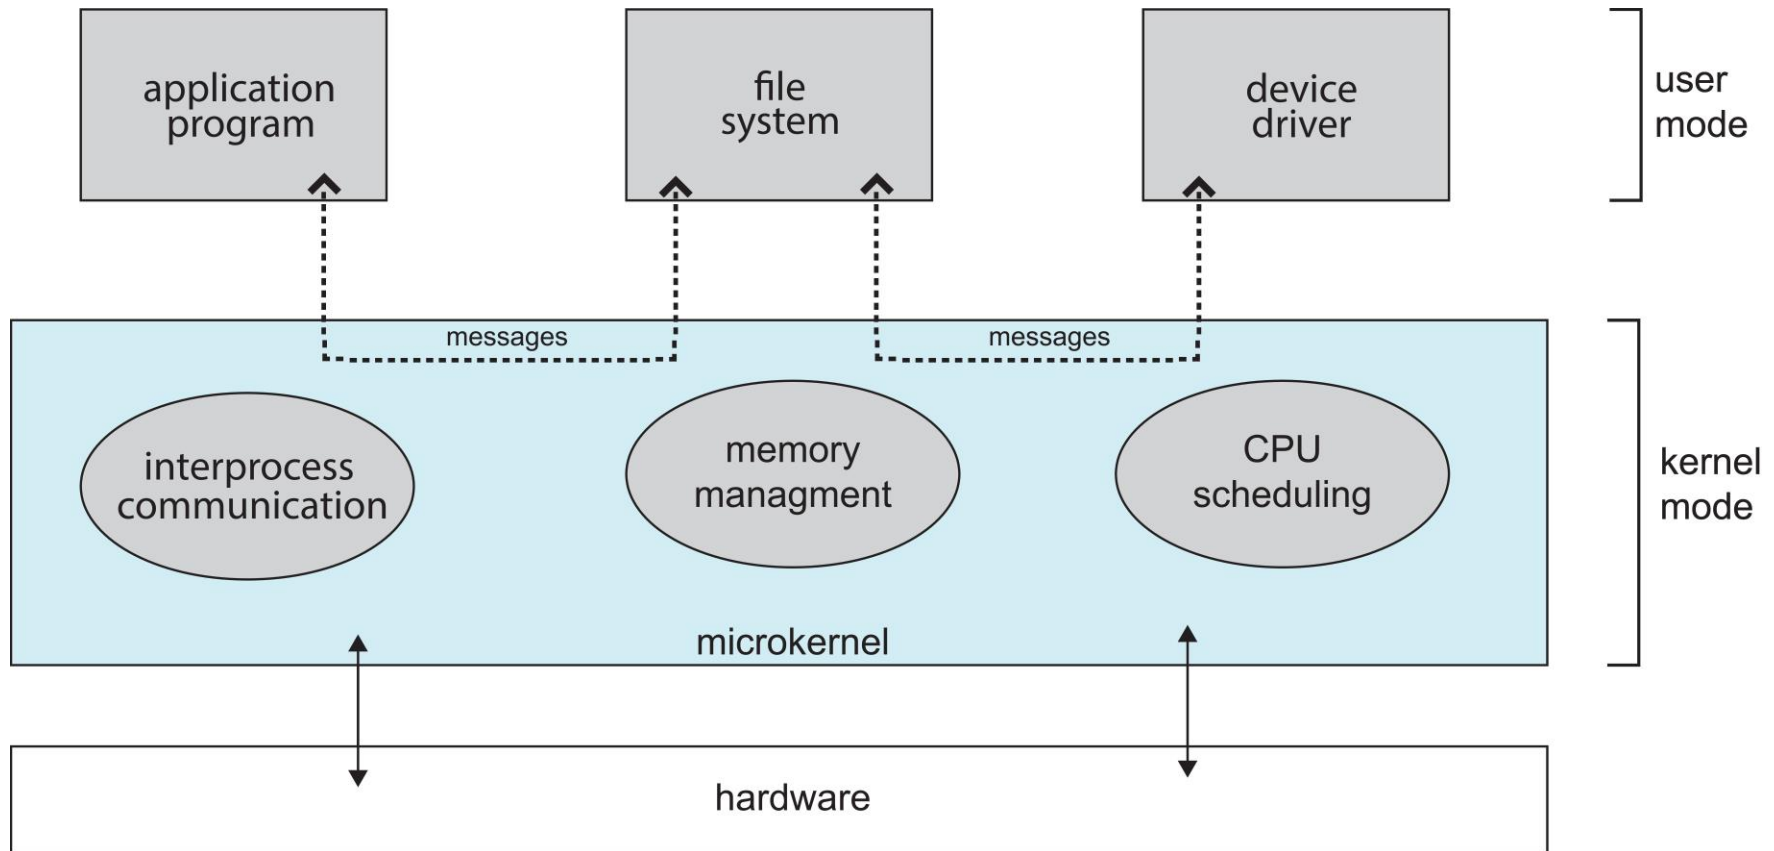 application
program
file
system
device
driver
user
mode
messages
messages
interprocess
communication
memory
managment
CPU
scheduling
kernel
mode
microkernel
hardware